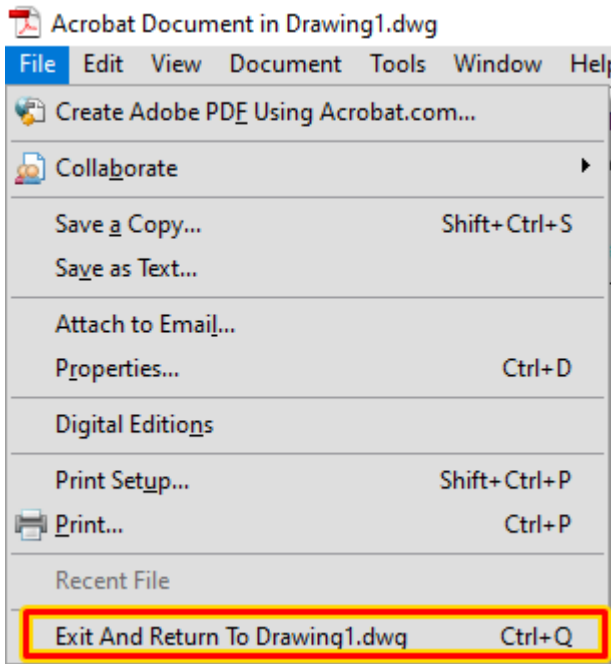 Acrobat Document in Drawing1.dwg
File Edit View Document Tools Window Help
Create Adobe PDF Using Acrobat.com...
Collaborate
Save a Copy... Shift+Ctrl+S
Save as Text...
Attach to Email...
Properties... Ctrl+D
Digital Editions
Print Setup... Shift+Ctrl+P
Print... Ctrl+P
Recent File
Exit And Return To Drawing1.dwg Ctrl+Q